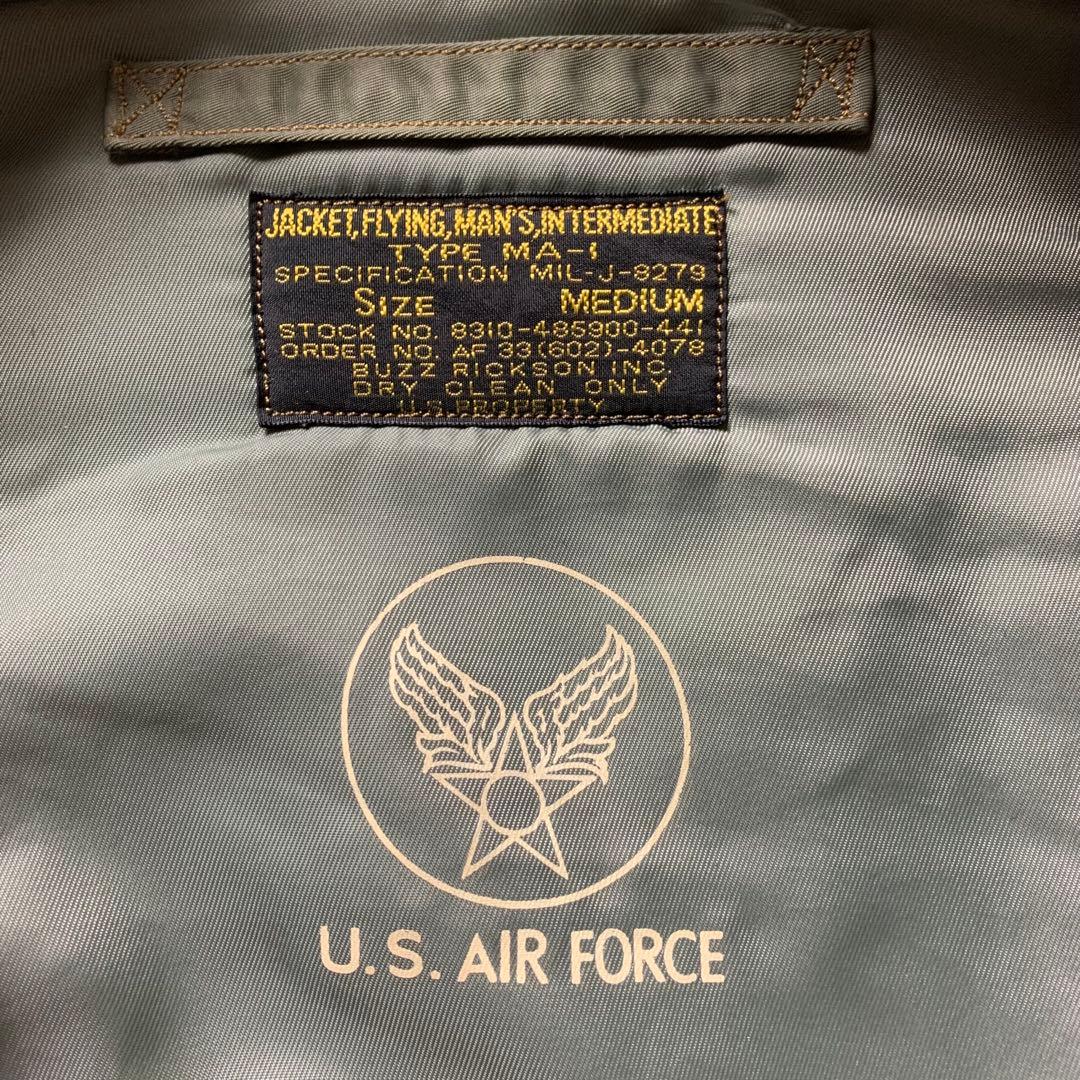 JACKET,FLYING,MAN'S,INTERMEDIATE
TYPE MA-1
SPECIFICATION MIL-J-8279
SIZE MEDIUM
STOCK NO. 8310-485900-441
ORDER NO. AF 33(602)-4078
BUZZ RICKSON INC.
DRY CLEAN ONLY
U.S. PROPERTY
U.S. AIR FORCE